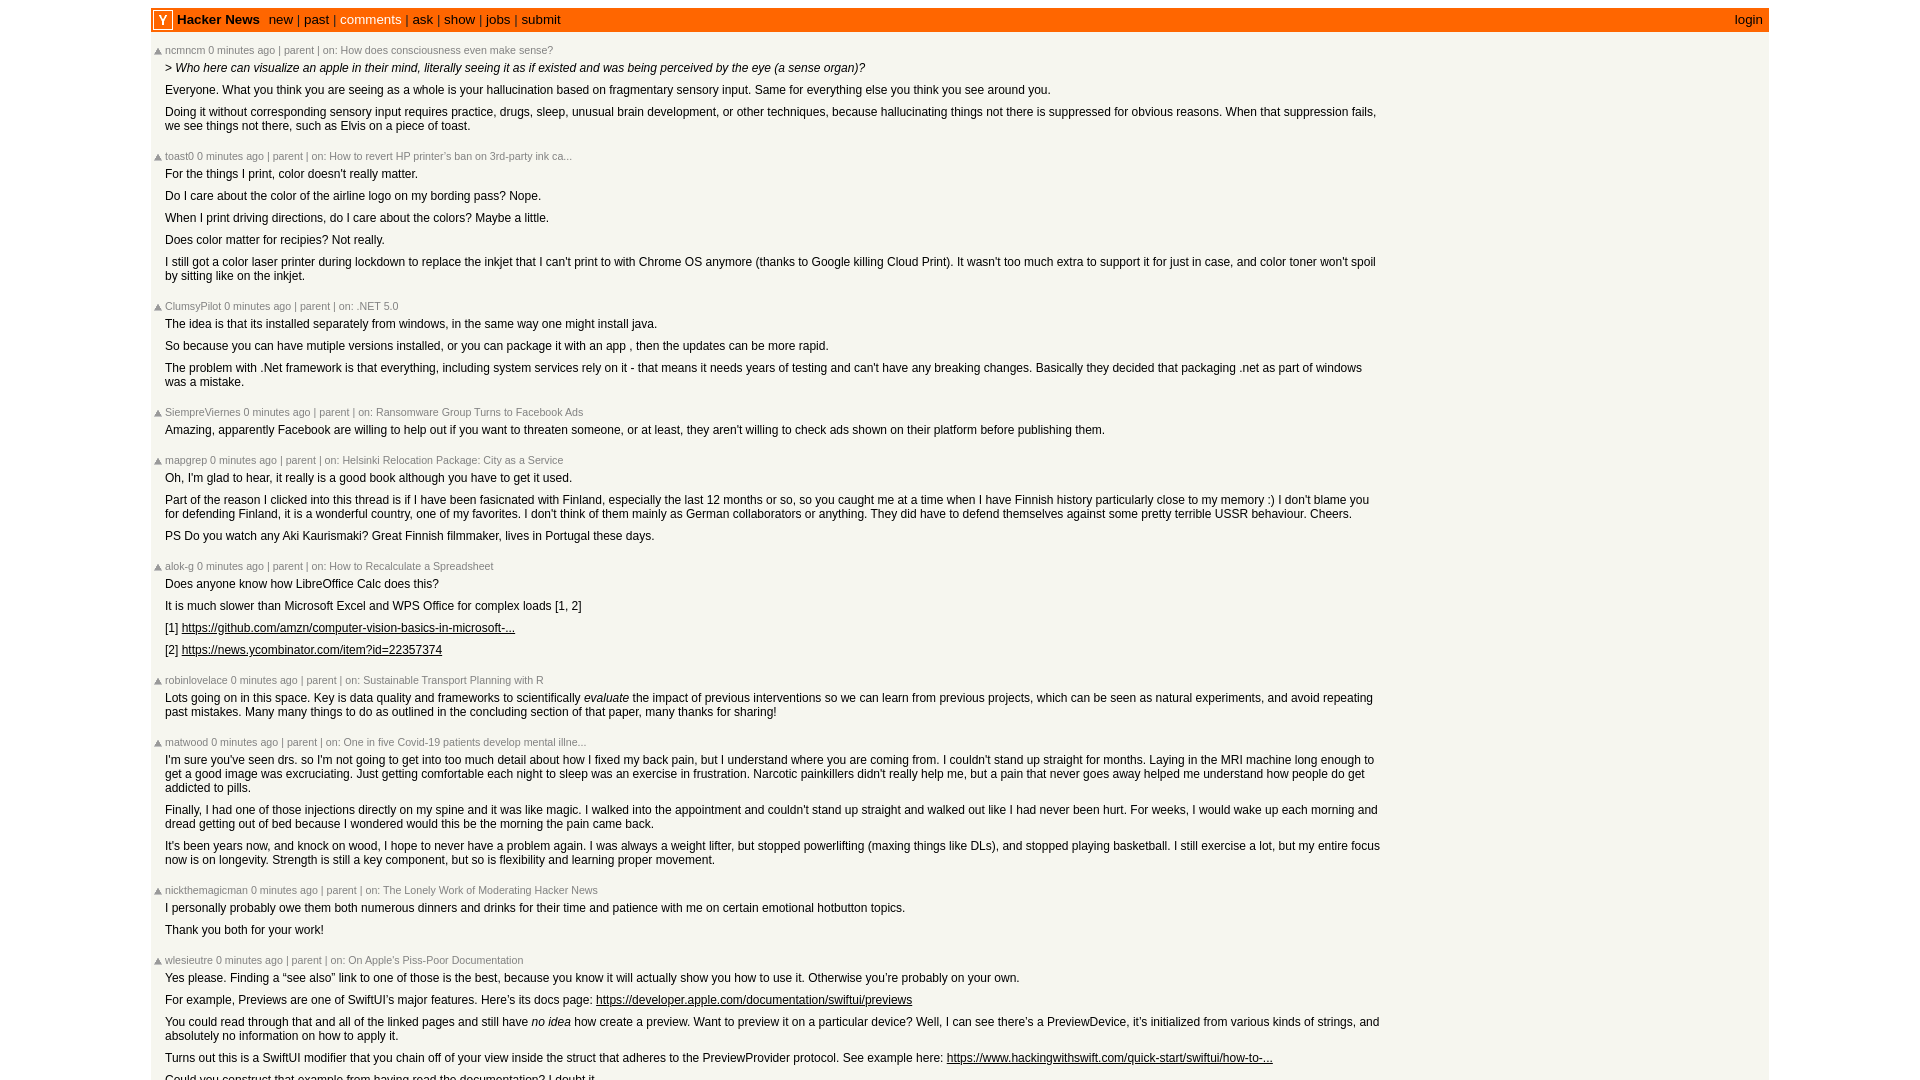 Y Hacker News new | past | comments | ask | show | jobs | submit login
ncmncm 0 minutes ago | parent | on: How does consciousness even make sense?
> Who here can visualize an apple in their mind, literally seeing it as if existed and was being perceived by the eye (a sense organ)?
Everyone. What you think you are seeing as a whole is your hallucination based on fragmentary sensory input. Same for everything else you think you see around you.
Doing it without corresponding sensory input requires practice, drugs, sleep, unusual brain development, or other techniques, because hallucinating things not there is suppressed for obvious reasons. When that suppression fails,
we see things not there, such as Elvis on a piece of toast.
toast0 0 minutes ago | parent | on: How to revert HP printer's ban on 3rd-party ink ca...
For the things I print, color doesn't really matter.
Do I care about the color of the airline logo on my bording pass? Nope.
When I print driving directions, do I care about the colors? Maybe a little.
Does color matter for recipies? Not really.
I still got a color laser printer during lockdown to replace the inkjet that I can't print to with Chrome OS anymore (thanks to Google killing Cloud Print). It wasn't too much extra to support it for just in case, and color toner won't spoil
by sitting like on the inkjet.
ClumsyPilot 0 minutes ago | parent | on: .NET 5.0
The idea is that its installed separately from windows, in the same way one might install java.
So because you can have mutiple versions installed, or you can package it with an app , then the updates can be more rapid.
The problem with .Net framework is that everything, including system services rely on it - that means it needs years of testing and can't have any breaking changes. Basically they decided that packaging .net as part of windows
was a mistake.
SiempreViernes 0 minutes ago | parent | on: Ransomware Group Turns to Facebook Ads
Amazing, apparently Facebook are willing to help out if you want to threaten someone, or at least, they aren't willing to check ads shown on their platform before publishing them.
mapgrep 0 minutes ago | parent | on: Helsinki Relocation Package: City as a Service
Oh, I'm glad to hear, it really is a good book although you have to get it used.
Part of the reason I clicked into this thread is if I have been fasicnated with Finland, especially the last 12 months or so, so you caught me at a time when I have Finnish history particularly close to my memory :) I don't blame you
for defending Finland, it is a wonderful country, one of my favorites. I don't think of them mainly as German collaborators or anything. They did have to defend themselves against some pretty terrible USSR behaviour. Cheers.
PS Do you watch any Aki Kaurismaki? Great Finnish filmmaker, lives in Portugal these days.
alok-g 0 minutes ago | parent | on: How to Recalculate a Spreadsheet
Does anyone know how LibreOffice Calc does this?
It is much slower than Microsoft Excel and WPS Office for complex loads [1, 2]
[1] https://github.com/amzn/computer-vision-basics-in-microsoft-...
[2] https://news.ycombinator.com/item?id=22357374
robinlovelace 0 minutes ago | parent | on: Sustainable Transport Planning with R
Lots going on in this space. Key is data quality and frameworks to scientifically evaluate the impact of previous interventions so we can learn from previous projects, which can be seen as natural experiments, and avoid repeating
past mistakes. Many many things to do as outlined in the concluding section of that paper, many thanks for sharing!
matwood 0 minutes ago | parent | on: One in five Covid-19 patients develop mental illne...
I'm sure you've seen drs. so I'm not going to get into too much detail about how I fixed my back pain, but I understand where you are coming from. I couldn't stand up straight for months. Laying in the MRI machine long enough to
get a good image was excruciating. Just getting comfortable each night to sleep was an exercise in frustration. Narcotic painkillers didn't really help me, but a pain that never goes away helped me understand how people do get
addicted to pills.
Finally, I had one of those injections directly on my spine and it was like magic. I walked into the appointment and couldn't stand up straight and walked out like I had never been hurt. For weeks, I would wake up each morning and
dread getting out of bed because I wondered would this be the morning the pain came back.
It's been years now, and knock on wood, I hope to never have a problem again. I was always a weight lifter, but stopped powerlifting (maxing things like DLs), and stopped playing basketball. I still exercise a lot, but my entire focus
now is on longevity. Strength is still a key component, but so is flexibility and learning proper movement.
nickthemagicman 0 minutes ago | parent | on: The Lonely Work of Moderating Hacker News
I personally probably owe them both numerous dinners and drinks for their time and patience with me on certain emotional hotbutton topics.
Thank you both for your work!
wlesieutre 0 minutes ago | parent | on: On Apple's Piss-Poor Documentation
Yes please. Finding a “see also” link to one of those is the best, because you know it will actually show you how to use it. Otherwise you’re probably on your own.
For example, Previews are one of SwiftUI’s major features. Here’s its docs page: https://developer.apple.com/documentation/swiftui/previews
You could read through that and all of the linked pages and still have no idea how create a preview. Want to preview it on a particular device? Well, I can see there’s a PreviewDevice, it’s initialized from various kinds of strings, and
absolutely no information on how to apply it.
Turns out this is a SwiftUI modifier that you chain off of your view inside the struct that adheres to the PreviewProvider protocol. See example here: https://www.hackingwithswift.com/quick-start/swiftui/how-to-...
Could you construct that example from having read the documentation? I doubt it.